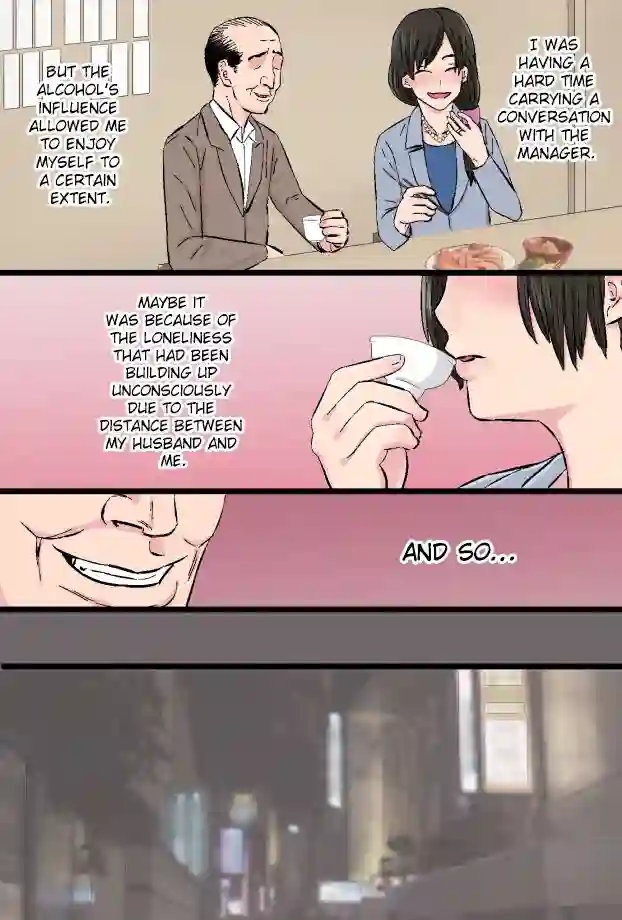 I WAS
HAVING A
HARD TIME
CARRYING A
CONVERSATION
WITH THE
MANAGER.
BUT THE
ALCOHOL'S
INFLUENCE
ALLOWED ME
TO ENJOY
MYSELF TO
A CERTAIN
EXTENT.
MAYBE IT
WAS BECAUSE OF
THE LONELINESS
THAT HAD BEEN
BUILDING UP
UNCONSCIOUSLY
DUE TO THE
DISTANCE BETWEEN
MY HUSBAND AND
ME.
AND SO...